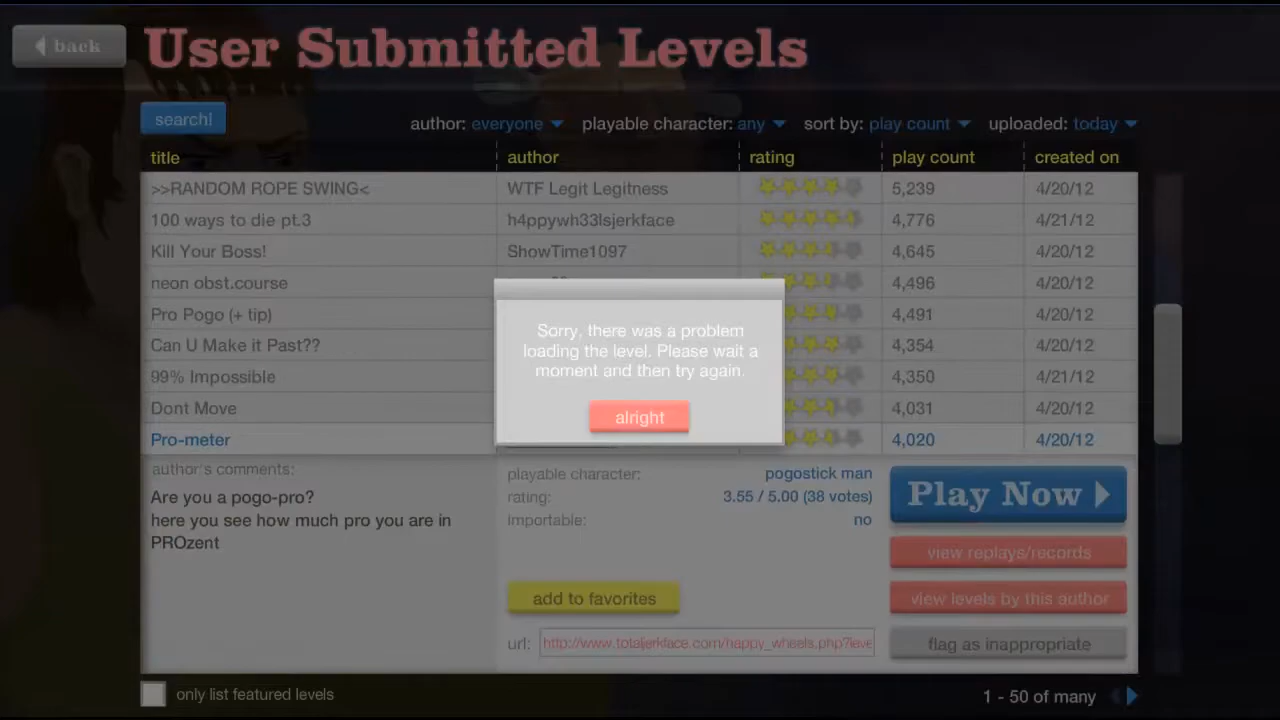 back
User Submitted Levels
search!
author: everyone playable character: any sort by: play count uploaded: today
title author rating play count created on
>>RANDOM ROPE SWING< WTF Legit Legitness 5,239 4/20/12
100 ways to die pt.3 h4ppywh33lsjerkface 4,776 4/21/12
Kill Your Boss! ShowTime1097 4,645 4/20/12
neon obst.course 4,496 4/20/12
Pro Pogo (+ tip) 4,491 4/20/12
Can U Make it Past?? 4,354 4/20/12
99% Impossible 4,350 4/21/12
Dont Move 4,031 4/20/12
Pro-meter 4,020 4/20/12
Sorry, there was a problem
loading the level. Please wait a
moment and then try again.
alright
author's comments:
Are you a pogo-pro?
here you see how much pro you are in
PROzent
playable character: pogostick man
rating: 3.55 / 5.00 (38 votes)
importable: no
add to favorites
url: http://www.totaljerkface.com/happy_wheels.php?leve
Play Now
view replays/records
view levels by this author
flag as inappropriate
only list featured levels
1 - 50 of many